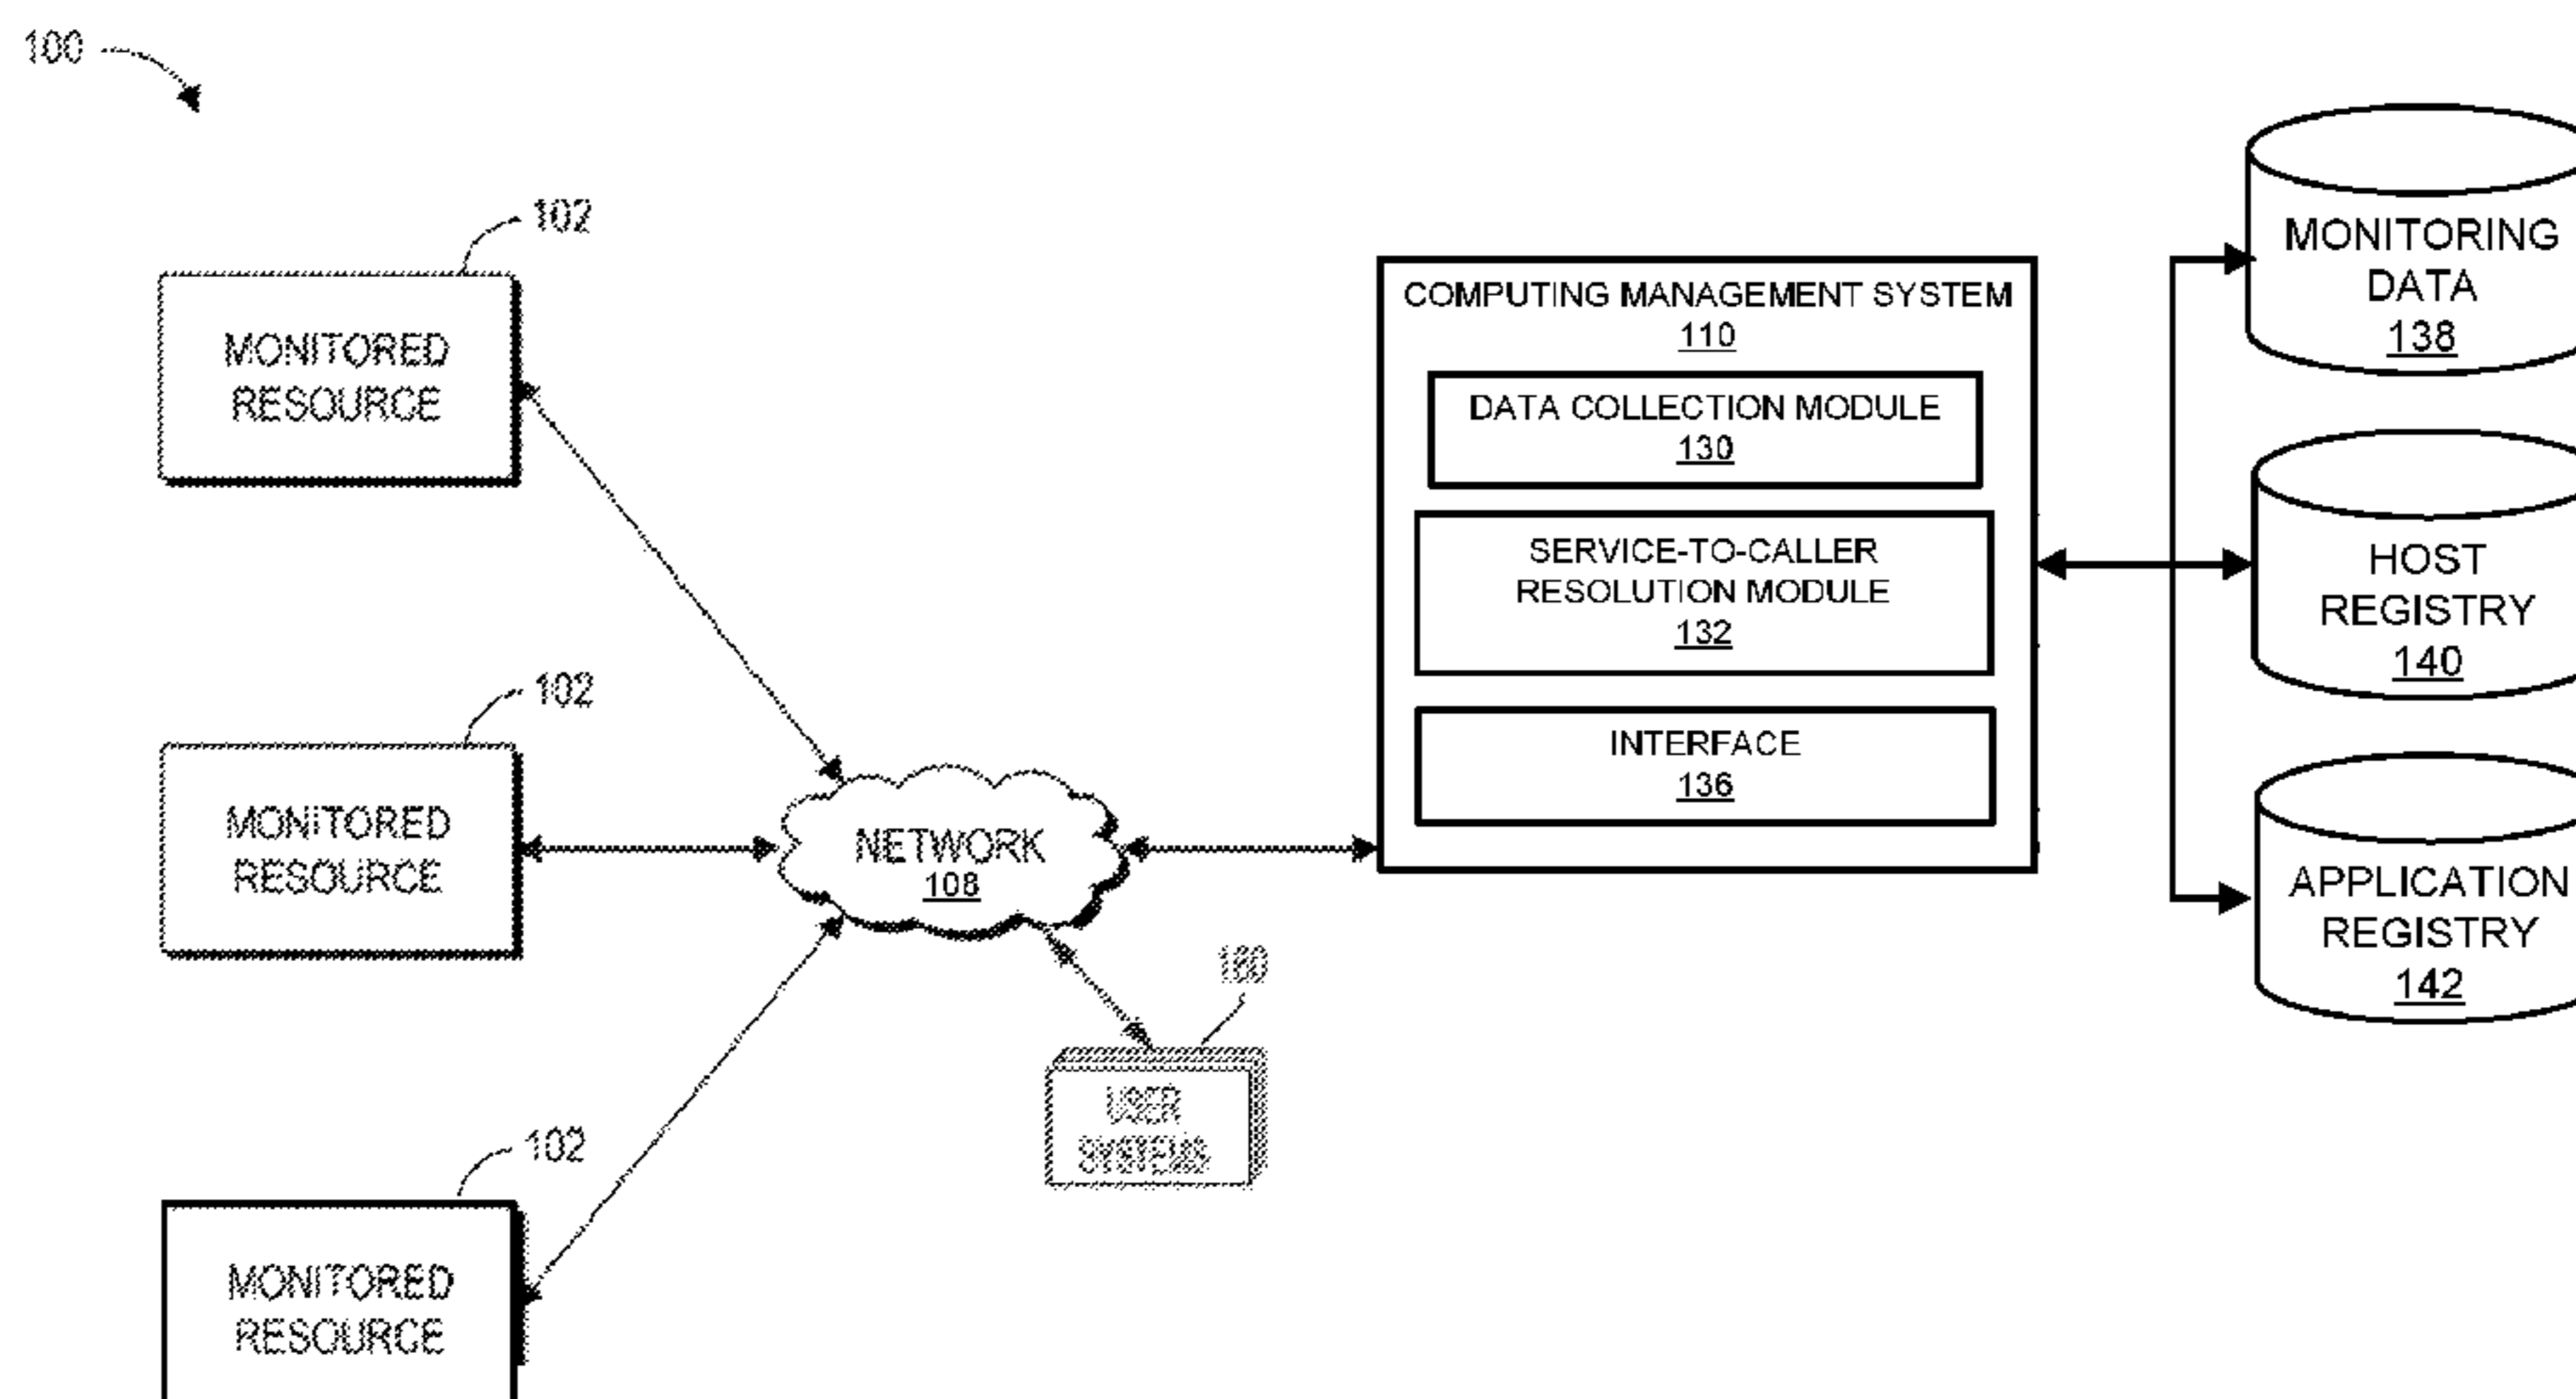 100
102
MONITORED
RESOURCE
102
MONITORED
RESOURCE
102
MONITORED
RESOURCE
NETWORK
108
160
USER
SYSTEMS
COMPUTING MANAGEMENT SYSTEM
110
DATA COLLECTION MODULE
130
SERVICE-TO-CALLER
RESOLUTION MODULE
132
INTERFACE
136
MONITORING
DATA
138
HOST
REGISTRY
140
APPLICATION
REGISTRY
142